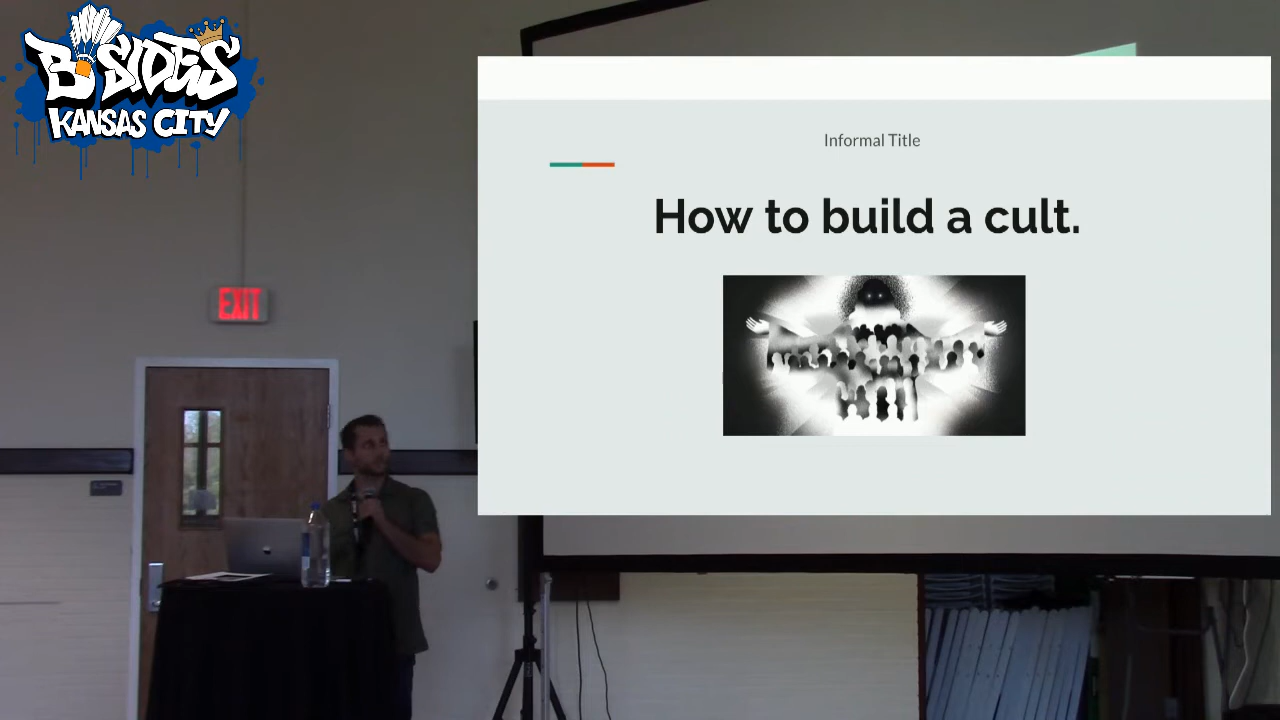 B·SIDES
KANSAS CITY
Informal Title
How to build a cult.
EXIT